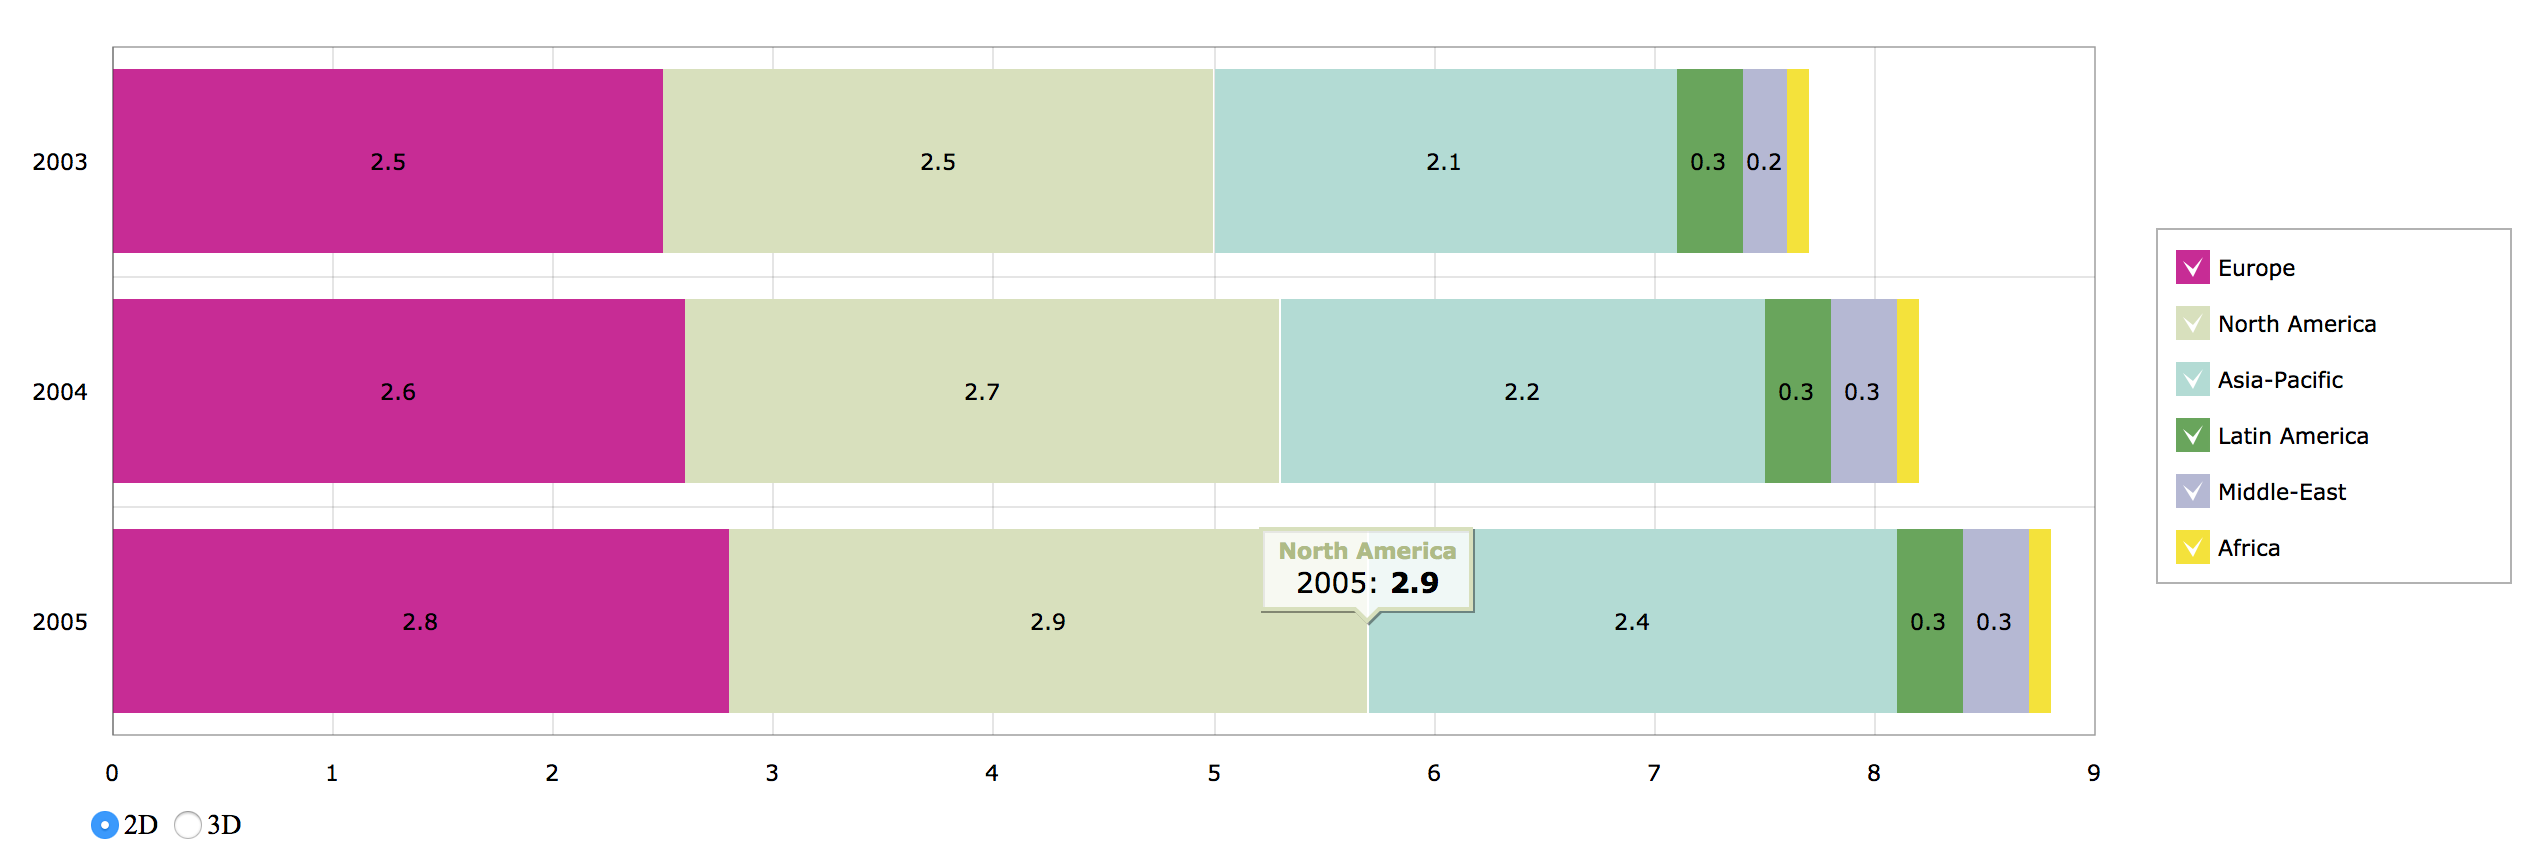 2003
2.5 2.5 2.1 0.3 0.2
2004
2.6 2.7 2.2 0.3 0.3
2005
2.8 2.9 2.4 0.3 0.3
North America
2005: 2.9
0 1 2 3 4 5 6 7 8 9
2D 3D
Europe
North America
Asia-Pacific
Latin America
Middle-East
Africa